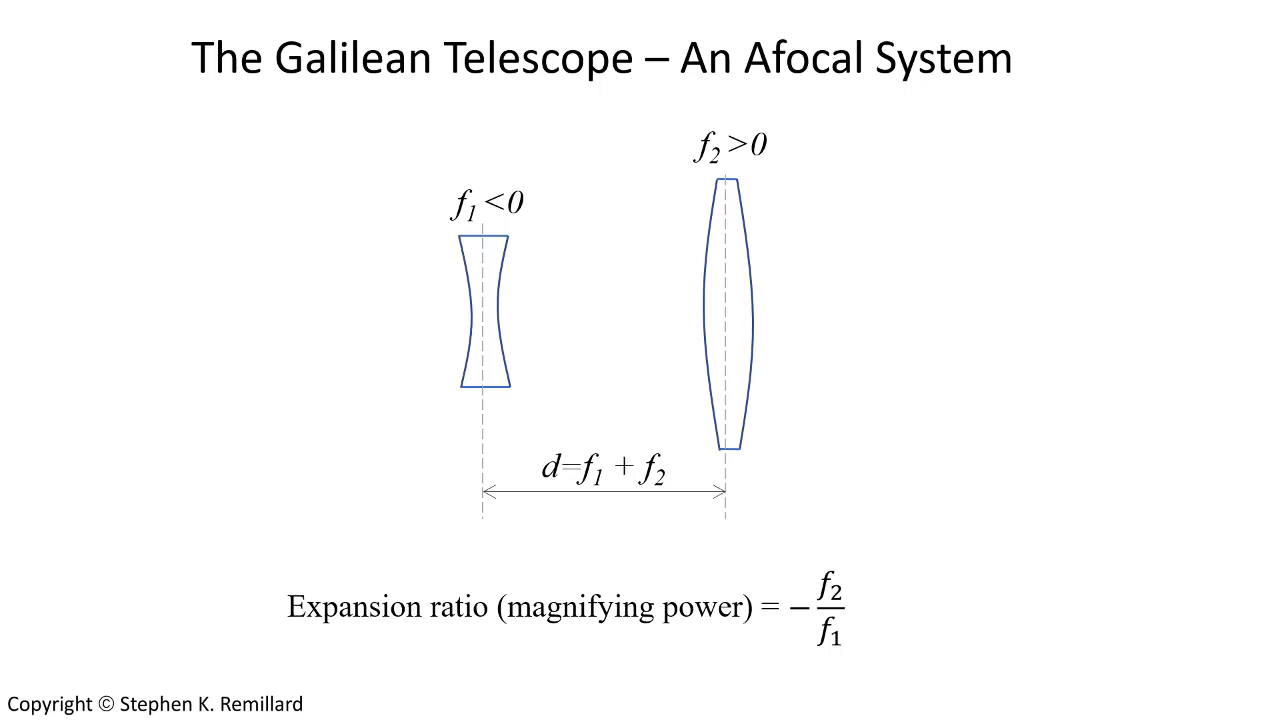 The Galilean Telescope – An Afocal System
f₂ >0
f₁ <0
d=f₁ + f₂
Expansion ratio (magnifying power) = − f₂/f₁
Copyright © Stephen K. Remillard